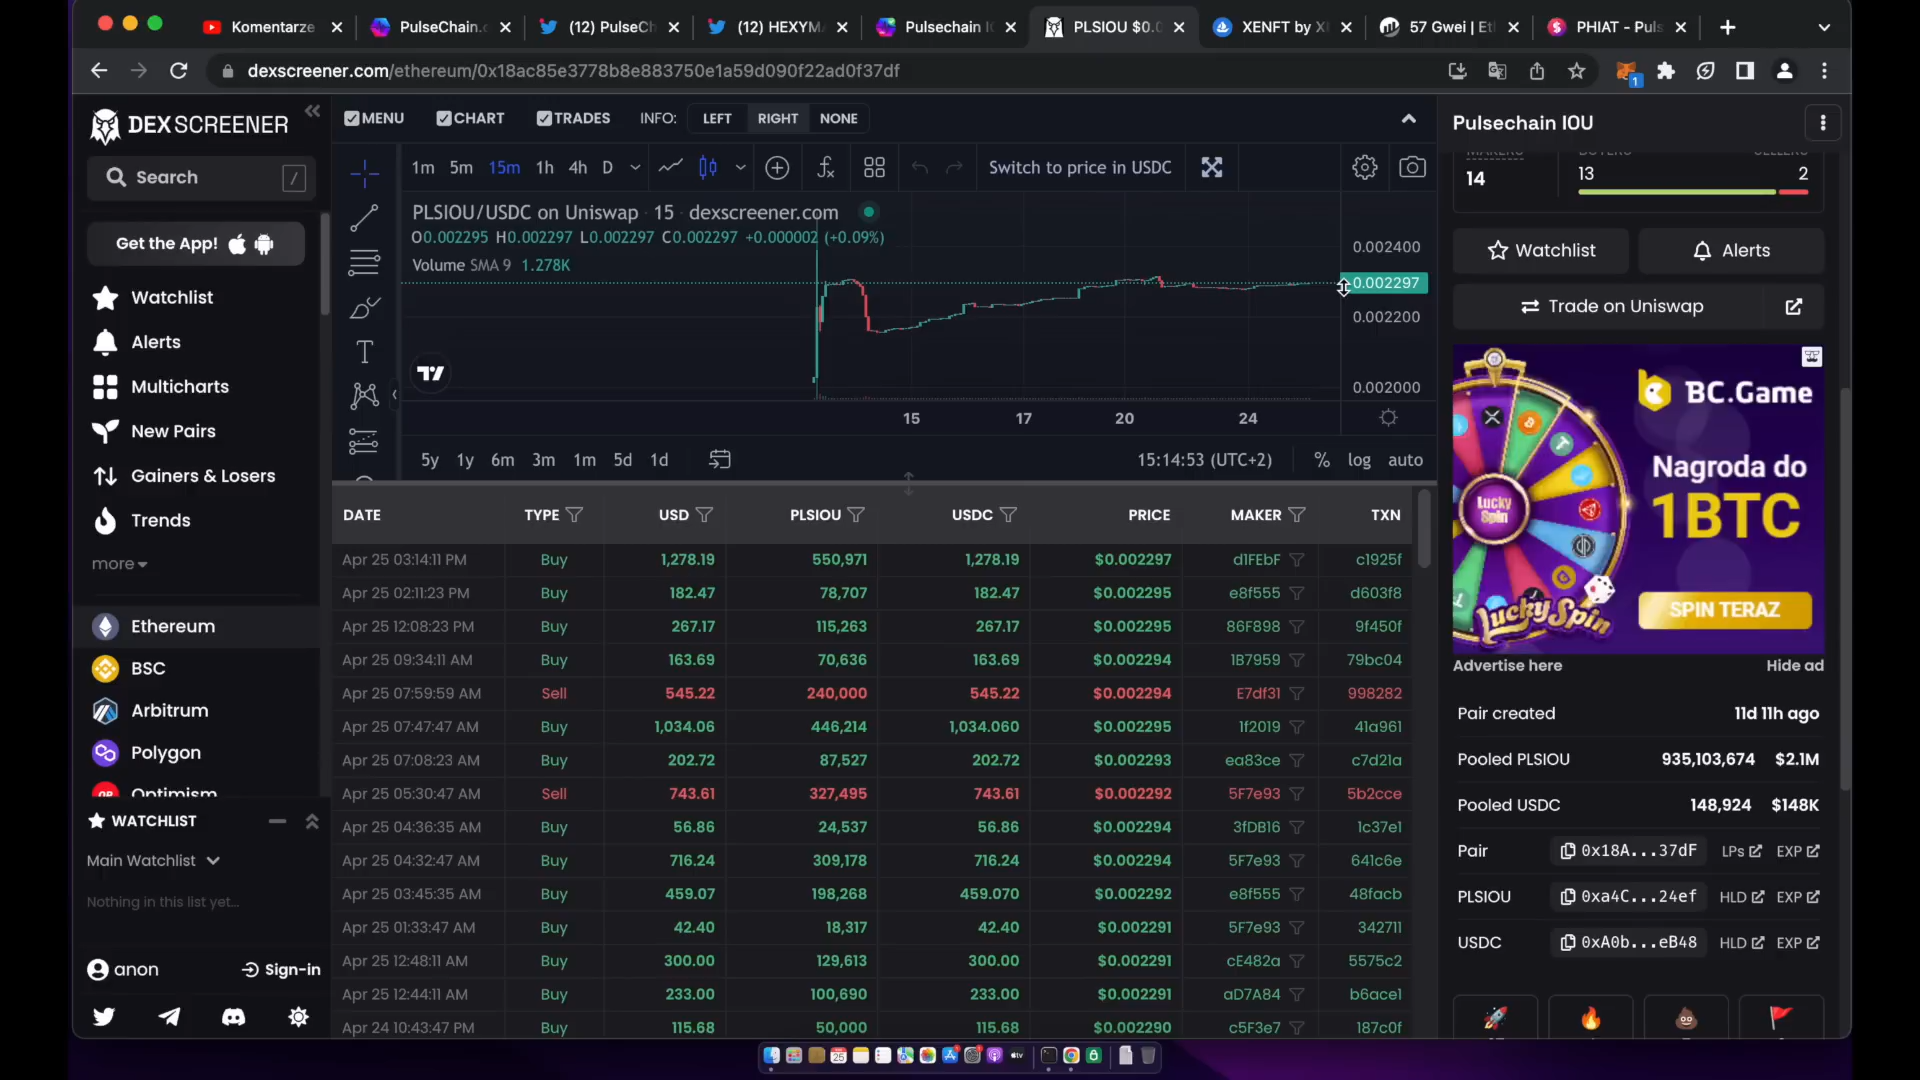 Komentarze
PulseChain.c
(12) PulseCh
(12) HEXYMA
Pulsechain I
PLSIOU $0.0
XENFT by X
57 Gwei | Et
PHIAT - Puls
dexscreener.com/ethereum/0x18ac85e3778b8e883750e1a59d090f22ad0f37df
1
DEX SCREENER
Search /
Get the App!
Watchlist
Alerts
Multicharts
New Pairs
Gainers & Losers
Trends
more
Ethereum
BSC
Arbitrum
Polygon
Optimism
WATCHLIST
Main Watchlist
Nothing in this list yet...
anon Sign-in
MENU CHART TRADES INFO: LEFT RIGHT NONE
1m 5m 15m 1h 4h D Switch to price in USDC
PLSIOU/USDC on Uniswap · 15 · dexscreener.com
O0.002295 H0.002297 L0.002297 C0.002297 +0.000002 (+0.09%)
Volume SMA 9 1.278K
0.002400
0.002297
0.002200
0.002000
15 17 20 24
5y 1y 6m 3m 1m 5d 1d 15:14:53 (UTC+2) % log auto
DATE TYPE USD PLSIOU USDC PRICE MAKER TXN
Apr 25 03:14:11 PM Buy 1,278.19 550,971 1,278.19 $0.002297 d1FEbF c1925f
Apr 25 02:11:23 PM Buy 182.47 78,707 182.47 $0.002295 e8f555 d603f8
Apr 25 12:08:23 PM Buy 267.17 115,263 267.17 $0.002295 86F898 9f450f
Apr 25 09:34:11 AM Buy 163.69 70,636 163.69 $0.002294 1B7959 79bc04
Apr 25 07:59:59 AM Sell 545.22 240,000 545.22 $0.002294 E7df31 998282
Apr 25 07:47:47 AM Buy 1,034.06 446,214 1,034.060 $0.002295 1f2019 41a961
Apr 25 07:08:23 AM Buy 202.72 87,527 202.72 $0.002293 ea83ce c7d21a
Apr 25 05:30:47 AM Sell 743.61 327,495 743.61 $0.002292 5F7e93 5b2cce
Apr 25 04:36:35 AM Buy 56.86 24,537 56.86 $0.002294 3fDB16 1c37e1
Apr 25 04:32:47 AM Buy 716.24 309,178 716.24 $0.002294 5F7e93 641c6e
Apr 25 03:45:35 AM Buy 459.07 198,268 459.070 $0.002292 e8f555 48facb
Apr 25 01:33:47 AM Buy 42.40 18,317 42.40 $0.002291 5F7e93 342711
Apr 25 12:48:11 AM Buy 300.00 129,613 300.00 $0.002291 cE482a 5575c2
Apr 25 12:44:11 AM Buy 233.00 100,690 233.00 $0.002291 aD7A84 b6ace1
Apr 24 10:43:47 PM Buy 115.68 50,000 115.68 $0.002290 c5F3e7 187c0f
Pulsechain IOU
MAKERS BUYERS SELLERS
14 13 2
Watchlist Alerts
Trade on Uniswap
BC.Game
Nagroda do
1BTC
Lucky Spin
Lucky Spin
SPIN TERAZ
Advertise here Hide ad
Pair created 11d 11h ago
Pooled PLSIOU 935,103,674 $2.1M
Pooled USDC 148,924 $148K
Pair 0x18A...37dF LPs EXP
PLSIOU 0xa4C...24ef HLD EXP
USDC 0xA0b...eB48 HLD EXP